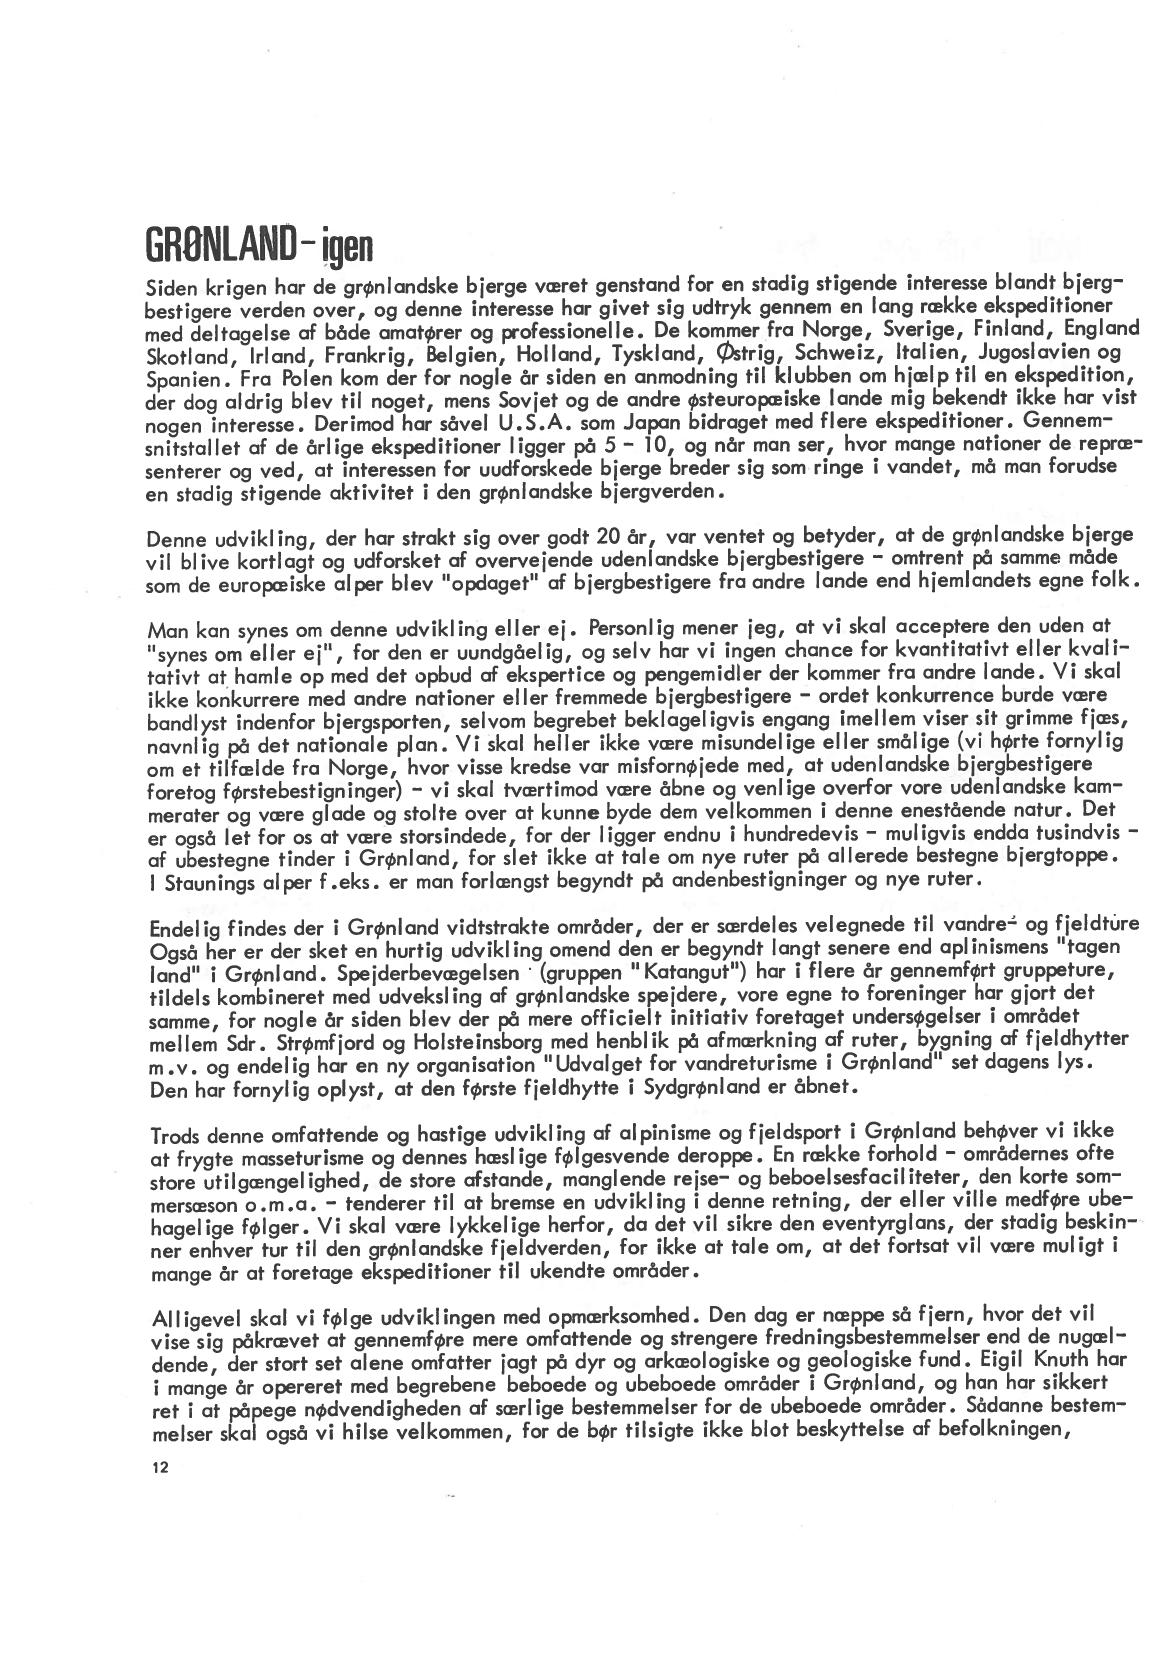 GRØNLAND-igen
Siden krigen har de grønlandske bjerge været genstand for en stadig stigende interesse blandt bjerg-
bestigere verden over, og denne interesse har givet sig udtryk gennem en lang række ekspeditioner
med deltagelse af både amatører og professionelle. De kommer fra Norge, Sverige, Finland, England
Skotland, Irland, Frankrig, Belgien, Holland, Tyskland, Østrig, Schweiz, Italien, Jugoslavien og
Spanien. Fra Polen kom der for nogle år siden en anmodning til klubben om hjælp til en ekspedition,
der dog aldrig blev til noget, mens Sovjet og de andre østeuropæiske lande mig bekendt ikke har vist
nogen interesse. Derimod har såvel U.S.A. som Japan bidraget med flere ekspeditioner. Gennem-
snitstallet af de årlige ekspeditioner ligger på 5 - 10, og når man ser, hvor mange nationer de repræ-
senterer og ved, at interessen for uudforskede bjerge breder sig som ringe i vandet, må man forudse
en stadig stigende aktivitet i den grønlandske bjergverden.
Denne udvikling, der har strakt sig over godt 20 år, var ventet og betyder, at de grønlandske bjerge
vil blive kortlagt og udforsket af overvejende udenlandske bjergbestigere - omtrent på samme måde
som de europæiske alper blev "opdaget" af bjergbestigere fra andre lande end hjemlandets egne folk.
Man kan synes om denne udvikling eller ej. Personlig mener jeg, at vi skal acceptere den uden at
"synes om eller ej", for den er uundgåelig, og selv har vi ingen chance for kvantitativt eller kvali-
tativt at hamle op med det opbud af ekspertice og pengemidler der kommer fra andre lande. Vi skal
ikke konkurrere med andre nationer eller fremmede bjergbestigere - ordet konkurrence burde være
bandlyst indenfor bjergsporten, selvom begrebet beklageligvis engang imellem viser sit grimme fjæs,
navnlig på det nationale plan. Vi skal heller ikke være misundelige eller smålige (vi hørte fornylig
om et tilfælde fra Norge, hvor visse kredse var misfornøjede med, at udenlandske bjergbestigere
foretog førstebestigninger) - vi skal tværtimod være åbne og venlige overfor vore udenlandske kam-
merater og være glade og stolte over at kunne byde dem velkommen i denne enestående natur. Det
er også let for os at være storsindede, for der ligger endnu i hundredevis - muligvis endda tusindvis -
af ubestegne tinder i Grønland, for slet ikke at tale om nye ruter på allerede bestegne bjergtoppe.
I Staunings alper f.eks. er man forlængst begyndt på andenbestigninger og nye ruter.
Endelig findes der i Grønland vidtstrakte områder, der er særdeles velegnede til vandre- og fjeldture
Også her er der sket en hurtig udvikling omend den er begyndt langt senere end aplinismens "tagen
land" i Grønland. Spejderbevægelsen (gruppen "Katangut") har i flere år gennemført gruppeture,
tildels kombineret med udveksling af grønlandske spejdere, vore egne to foreninger har gjort det
samme, for nogle år siden blev der på mere officielt initiativ foretaget undersøgelser i området
mellem Sdr. Strømfjord og Holsteinsborg med henblik på afmærkning af ruter, bygning af fjeldhytter
m.v. og endelig har en ny organisation "Udvalget for vandreturisme i Grønland" set dagens lys.
Den har fornylig oplyst, at den første fjeldhytte i Sydgrønland er åbnet.
Trods denne omfattende og hastige udvikling af alpinisme og fjeldsport i Grønland behøver vi ikke
at frygte masseturisme og dennes hæslige følgesvende deroppe. En række forhold - områdernes ofte
store utilgængelighed, de store afstande, manglende rejse- og beboelsesfaciliteter, den korte som-
mersæson o.m.a. - tenderer til at bremse en udvikling i denne retning, der eller ville medføre ube-
hagelige følger. Vi skal være lykkelige herfor, da det vil sikre den eventyrglans, der stadig beskin-
ner enhver tur til den grønlandske fjeldverden, for ikke at tale om, at det fortsat vil være muligt i
mange år at foretage ekspeditioner til ukendte områder.
Alligevel skal vi følge udviklingen med opmærksomhed. Den dag er næppe så fjern, hvor det vil
vise sig påkrævet at gennemføre mere omfattende og strengere fredningsbestemmelser end de nugæl-
dende, der stort set alene omfatter jagt på dyr og arkæologiske og geologiske fund. Eigil Knuth har
i mange år opereret med begrebene beboede og ubeboede områder i Grønland, og han har sikkert
ret i at påpege nødvendigheden af særlige bestemmelser for de ubeboede områder. Sådanne bestem-
melser skal også vi hilse velkommen, for de bør tilsigte ikke blot beskyttelse af befolkningen,
12